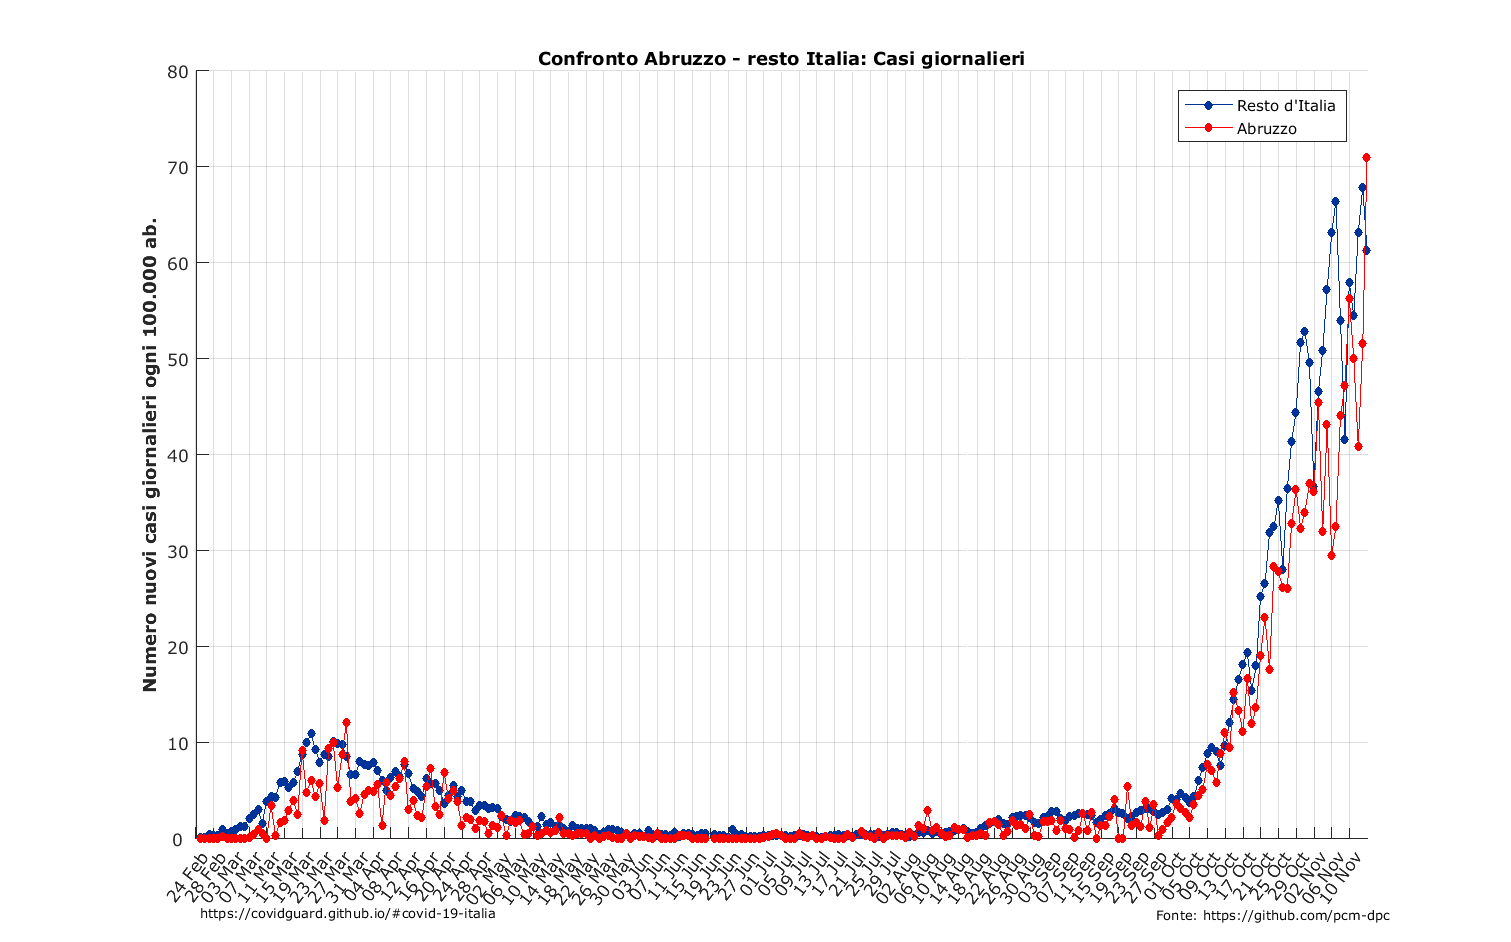 Confronto Abruzzo - resto Italia: Casi giornalieri
Numero nuovi casi giornalieri ogni 100.000 ab.
80
70
60
50
40
30
20
10
0
Resto d'Italia
Abruzzo
24 Feb
28 Feb
03 Mar
07 Mar
11 Mar
15 Mar
19 Mar
23 Mar
27 Mar
31 Mar
04 Apr
08 Apr
12 Apr
16 Apr
20 Apr
24 Apr
28 Apr
02 May
06 May
10 May
14 May
18 May
22 May
26 May
30 May
03 Jun
07 Jun
11 Jun
15 Jun
19 Jun
23 Jun
27 Jun
01 Jul
05 Jul
09 Jul
13 Jul
17 Jul
21 Jul
25 Jul
29 Jul
02 Aug
06 Aug
10 Aug
14 Aug
18 Aug
22 Aug
26 Aug
30 Aug
03 Sep
07 Sep
11 Sep
15 Sep
19 Sep
23 Sep
27 Sep
01 Oct
05 Oct
09 Oct
13 Oct
17 Oct
21 Oct
25 Oct
29 Oct
02 Nov
06 Nov
10 Nov
https://covidguard.github.io/#covid-19-italia
Fonte: https://github.com/pcm-dpc